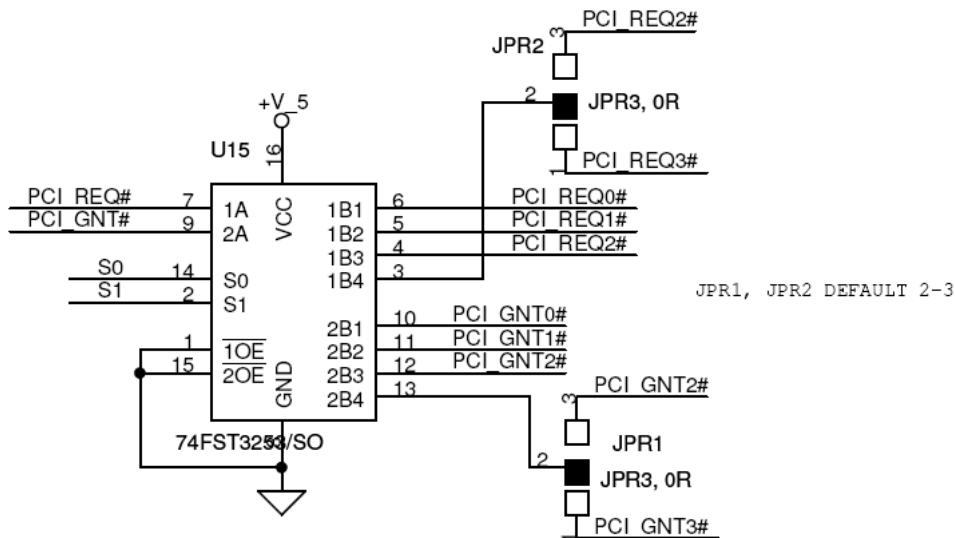 PCI_REQ2#
3
JPR2
2
JPR3, 0R
1
PCI_REQ3#
+V_5
U15
16
PCI_REQ# 7 1A VCC 1B1 6 PCI_REQ0#
PCI_GNT# 9 2A 1B2 5 PCI_REQ1#
1B3 4 PCI_REQ2#
S0 14 S0 1B4 3
S1 2 S1
JPR1, JPR2 DEFAULT 2-3
2B1 10 PCI_GNT0#
1 1OE 2B2 11 PCI_GNT1#
15 2OE GND 2B3 12 PCI_GNT2#
2B4 13
PCI_GNT2#
3
74FST3253/SO
JPR1
2
JPR3, 0R
PCI_GNT3#